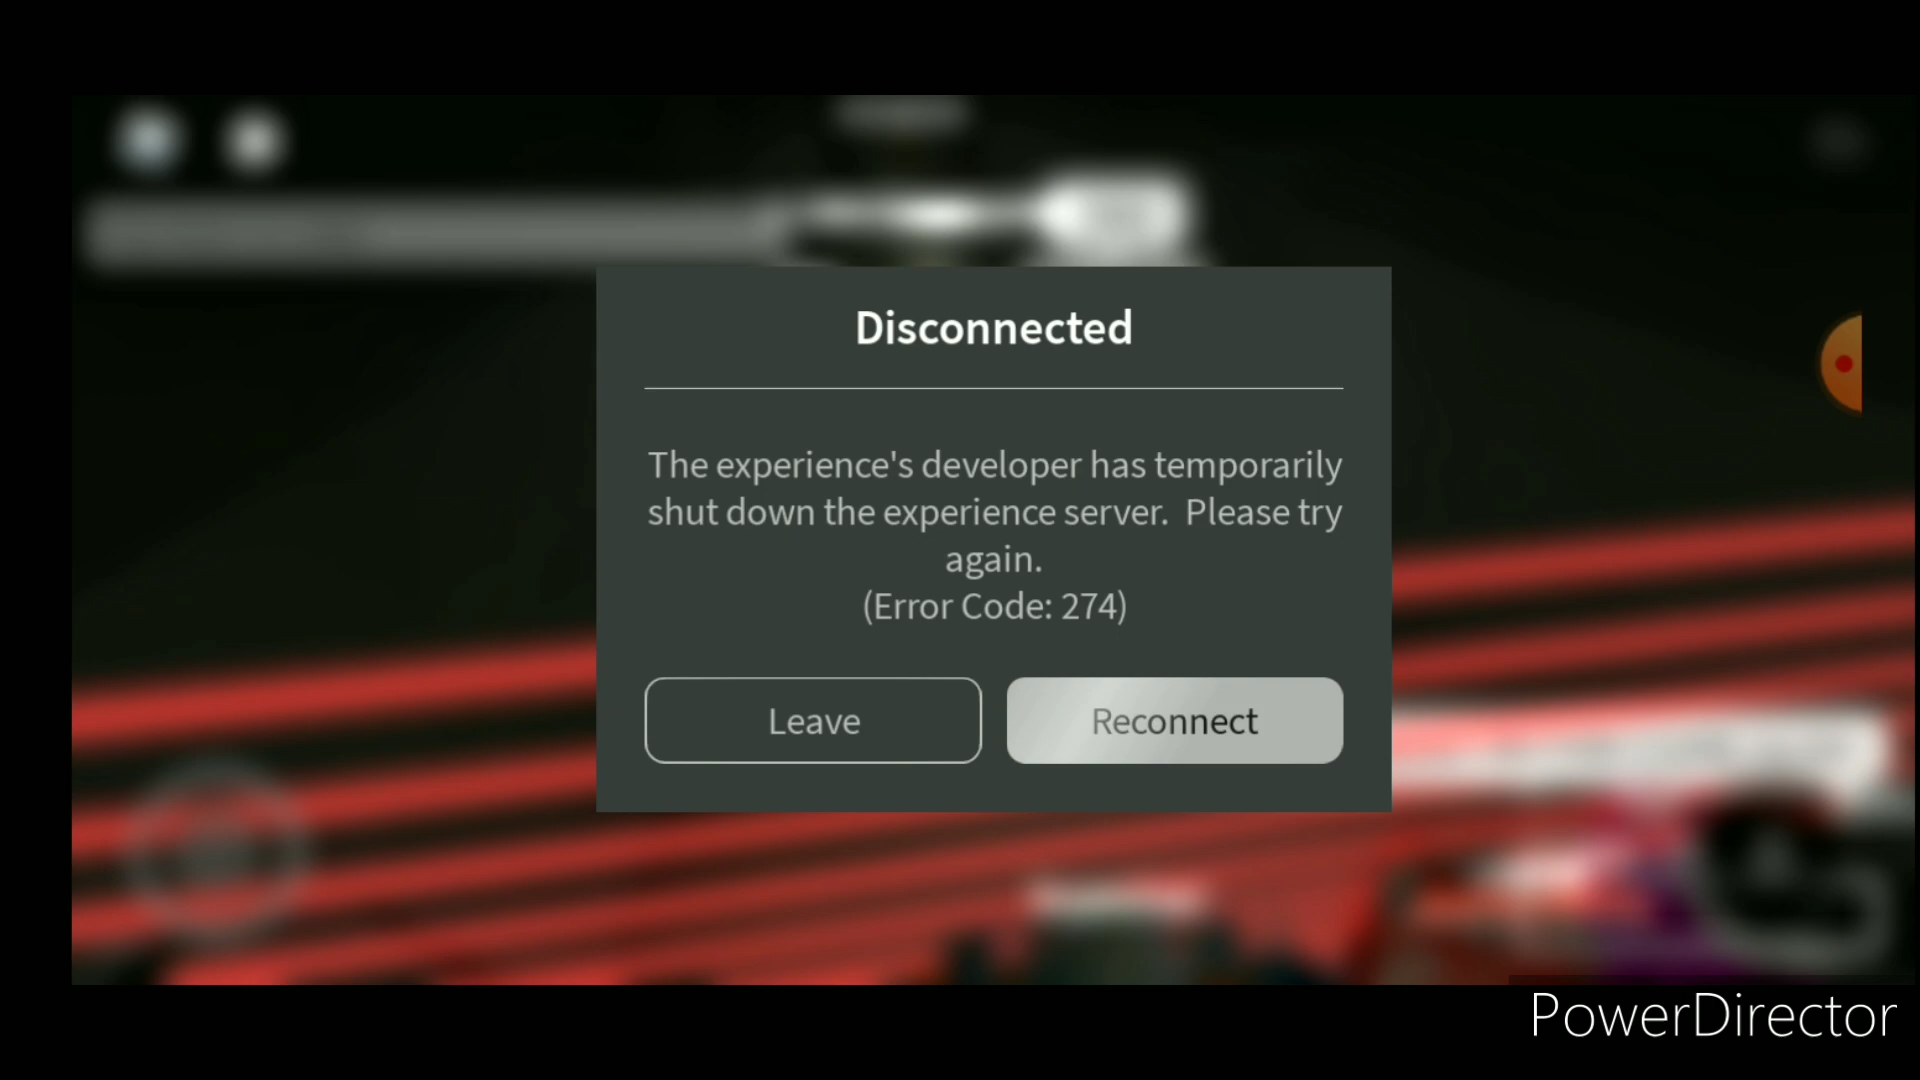 Disconnected
The experience's developer has temporarily
shut down the experience server.  Please try
again.
(Error Code: 274)
Leave
Reconnect
PowerDirector